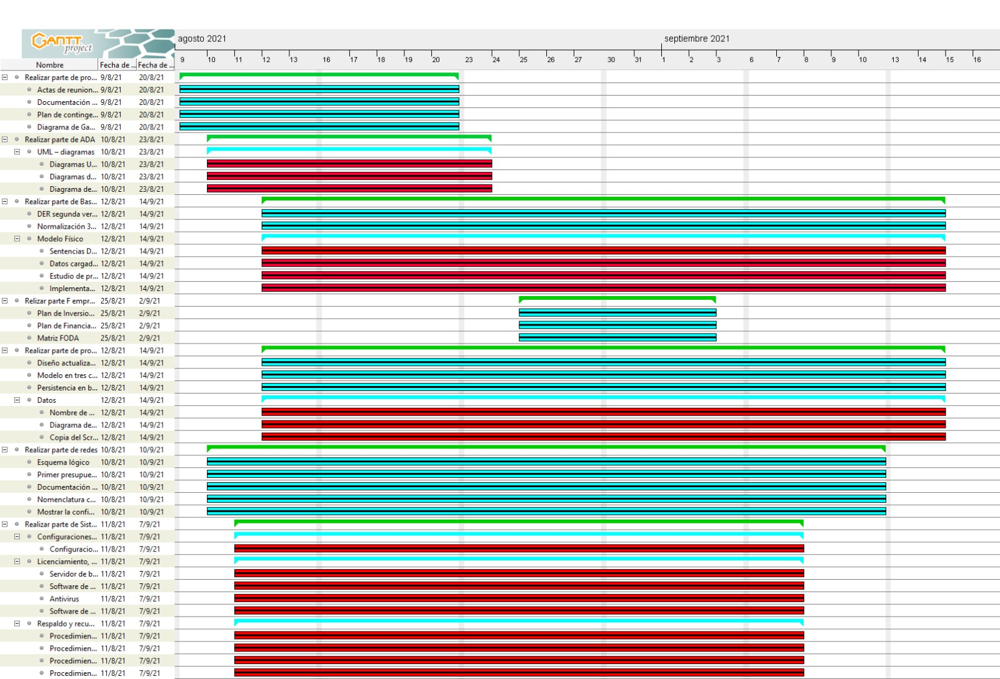 GANTT
project
agosto 2021 septiembre 2021
Nombre Fecha de ... Fecha de ... 9 10 11 12 13 16 17 18 19 20 23 24 25 26 27 30 31 1 2 3 6 7 8 9 10 13 14 15 16
Realizar parte de pro... 9/8/21 20/8/21
Actas de reunion... 9/8/21 20/8/21
Documentación ... 9/8/21 20/8/21
Plan de continge... 9/8/21 20/8/21
Diagrama de Ga... 9/8/21 20/8/21
Realizar parte de ADA 10/8/21 23/8/21
UML – diagramas 10/8/21 23/8/21
Diagramas U... 10/8/21 23/8/21
Diagramas d... 10/8/21 23/8/21
Diagrama de... 10/8/21 23/8/21
Realizar parte de Bas... 12/8/21 14/9/21
DER segunda ver... 12/8/21 14/9/21
Normalización 3... 12/8/21 14/9/21
Modelo Físico 12/8/21 14/9/21
Sentencias D... 12/8/21 14/9/21
Datos cargad... 12/8/21 14/9/21
Estudio de pr... 12/8/21 14/9/21
Implementa... 12/8/21 14/9/21
Relizar parte F empr... 25/8/21 2/9/21
Plan de Inversio... 25/8/21 2/9/21
Plan de Financia... 25/8/21 2/9/21
Matriz FODA 25/8/21 2/9/21
Realizar parte de pro... 12/8/21 14/9/21
Diseño actualiza... 12/8/21 14/9/21
Modelo en tres c... 12/8/21 14/9/21
Persistencia en b... 12/8/21 14/9/21
Datos 12/8/21 14/9/21
Nombre de ... 12/8/21 14/9/21
Diagrama de... 12/8/21 14/9/21
Copia del Scr... 12/8/21 14/9/21
Realizar parte de redes 10/8/21 10/9/21
Esquema lógico 10/8/21 10/9/21
Primer presupue... 10/8/21 10/9/21
Documentación ... 10/8/21 10/9/21
Nomenclatura c... 10/8/21 10/9/21
Mostrar la confi... 10/8/21 10/9/21
Realizar parte de Sist... 11/8/21 7/9/21
Configuraciones... 11/8/21 7/9/21
Configuracio... 11/8/21 7/9/21
Licenciamiento, ... 11/8/21 7/9/21
Servidor de b... 11/8/21 7/9/21
Software de ... 11/8/21 7/9/21
Antivirus 11/8/21 7/9/21
Software de ... 11/8/21 7/9/21
Respaldo y recu... 11/8/21 7/9/21
Procedimien... 11/8/21 7/9/21
Procedimien... 11/8/21 7/9/21
Procedimien... 11/8/21 7/9/21
Procedimien... 11/8/21 7/9/21